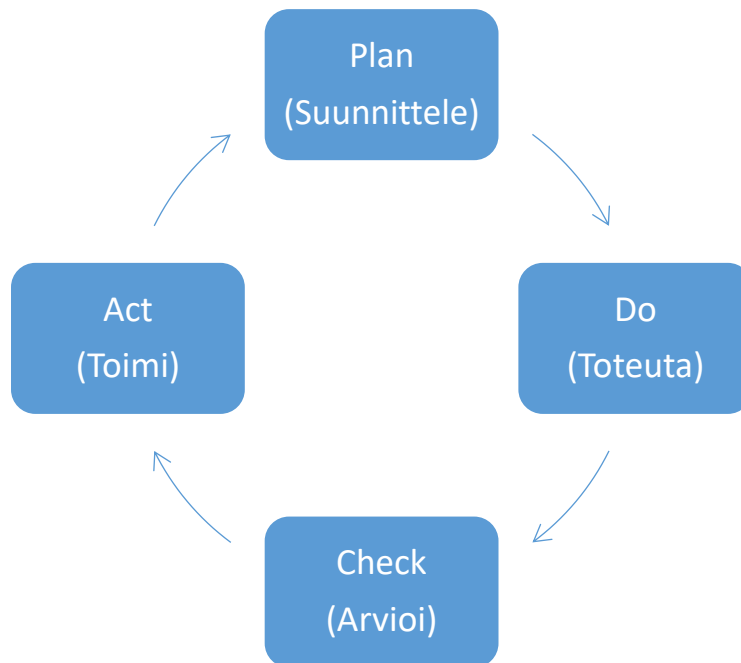 Plan
(Suunnittele)
Do
(Toteuta)
Check
(Arvioi)
Act
(Toimi)